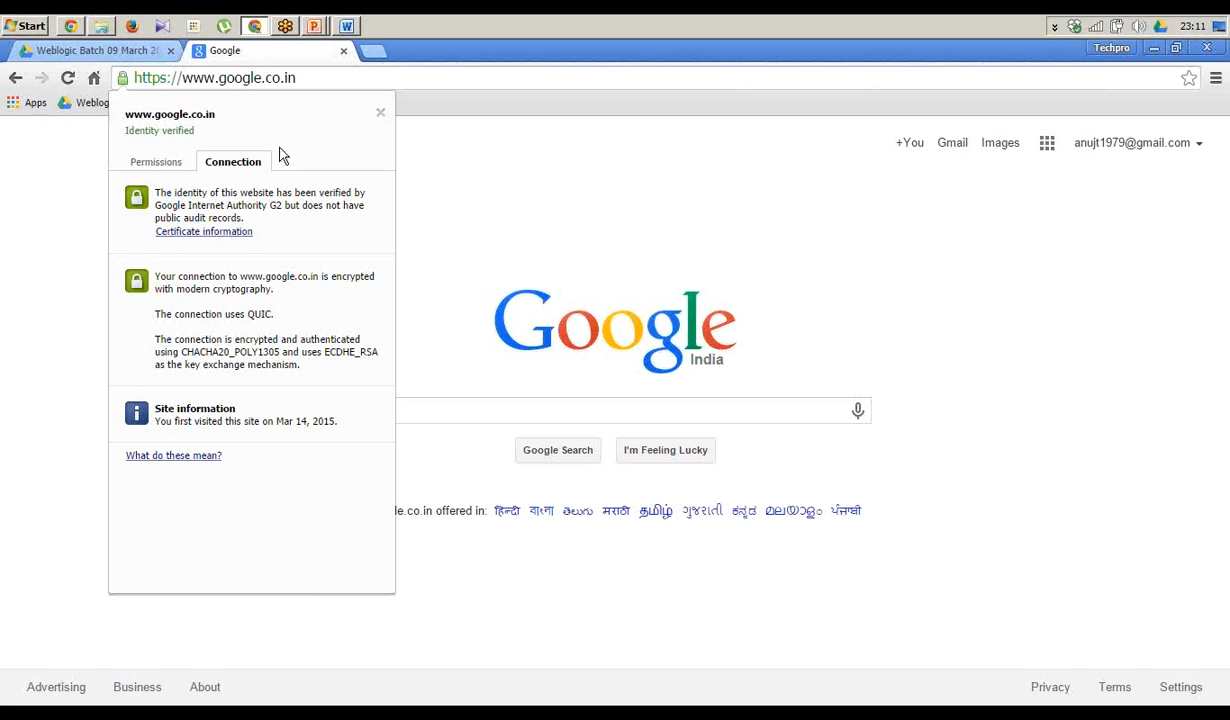 Start
23:11
Weblogic Batch 09 March 20
Google
Techpro
https://www.google.co.in
Apps
Weblog
www.google.co.in
Identity verified
Permissions
Connection
The identity of this website has been verified by
Google Internet Authority G2 but does not have
public audit records.
Certificate information
Your connection to www.google.co.in is encrypted
with modern cryptography.
The connection uses QUIC.
The connection is encrypted and authenticated
using CHACHA20_POLY1305 and uses ECDHE_RSA
as the key exchange mechanism.
Site information
You first visited this site on Mar 14, 2015.
What do these mean?
+You
Gmail
Images
anujt1979@gmail.com
Google
India
Google Search
I'm Feeling Lucky
le.co.in offered in: हिन्दी বাংলা తెలుగు मराठी தமிழ் ગુજરાતી ಕನ್ನಡ മലയാളം ਪੰਜਾਬੀ
Advertising
Business
About
Privacy
Terms
Settings